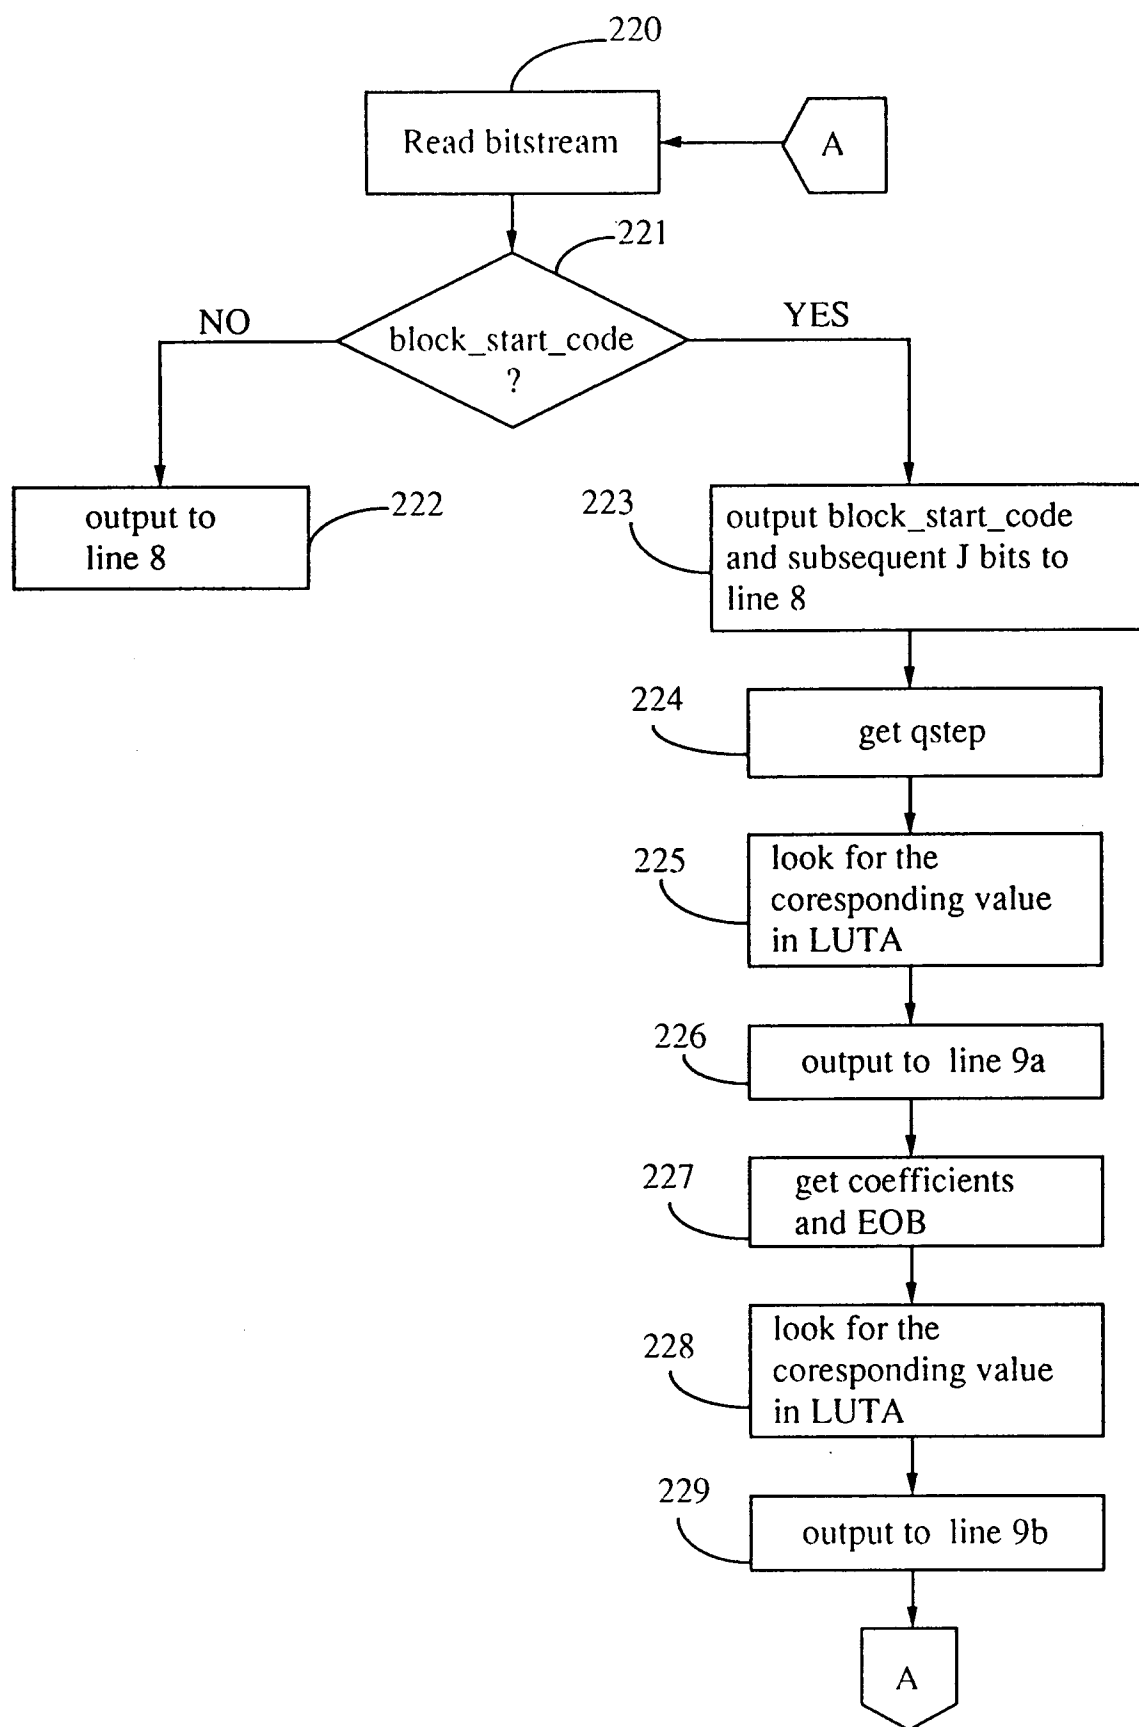 220
Read bitstream
A
221
NO
YES
block_start_code
?
output to
line 8
222
223
output block_start_code
and subsequent J bits to
line 8
224
get qstep
225
look for the
coresponding value
in LUTA
226
output to line 9a
227
get coefficients
and EOB
228
look for the
coresponding value
in LUTA
229
output to line 9b
A